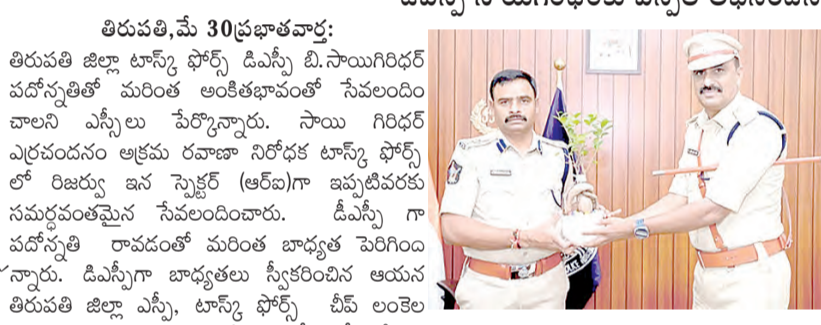 తిరుపతి,మే 30ప్రభాతవార్త:
తిరుపతి జిల్లా టాస్క్ ఫోర్స్ డిఎస్పీ బి.సాయిగిరిధర్
పదోన్నతితో మరింత అంకితభావంతో సేవలందిం
చాలని ఎస్పీలు పేర్కొన్నారు. సాయి గిరిధర్
ఎర్రచందనం అక్రమ రవాణా నిరోధక టాస్క్ ఫోర్స్
లో రిజర్వు ఇన స్పెక్టర్ (ఆర్ఐ)గా ఇప్పటివరకు
సమర్ధవంతమైన సేవలందించారు. డీఎస్పీ గా
పదోన్నతి రావడంతో మరింత బాధ్యత పెరిగింద
న్నారు. డిఎస్పీగా బాధ్యతలు స్వీకరించిన ఆయన
తిరుపతి జిల్లా ఎస్పీ, టాస్క్ ఫోర్స్ చీప్ లంకెల